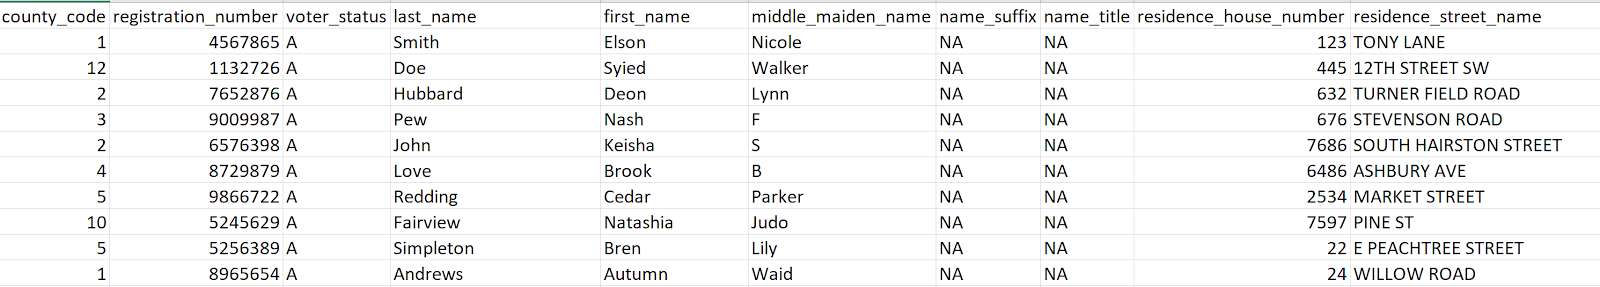 county_code registration_number voter_status last_name first_name middle_maiden_name name_suffix name_title residence_house_number residence_street_name
1 4567865 A Smith Elson Nicole NA NA 123 TONY LANE
12 1132726 A Doe Syied Walker NA NA 445 12TH STREET SW
2 7652876 A Hubbard Deon Lynn NA NA 632 TURNER FIELD ROAD
3 9009987 A Pew Nash F NA NA 676 STEVENSON ROAD
2 6576398 A John Keisha S NA NA 7686 SOUTH HAIRSTON STREET
4 8729879 A Love Brook B NA NA 6486 ASHBURY AVE
5 9866722 A Redding Cedar Parker NA NA 2534 MARKET STREET
10 5245629 A Fairview Natashia Judo NA NA 7597 PINE ST
5 5256389 A Simpleton Bren Lily NA NA 22 E PEACHTREE STREET
1 8965654 A Andrews Autumn Waid NA NA 24 WILLOW ROAD